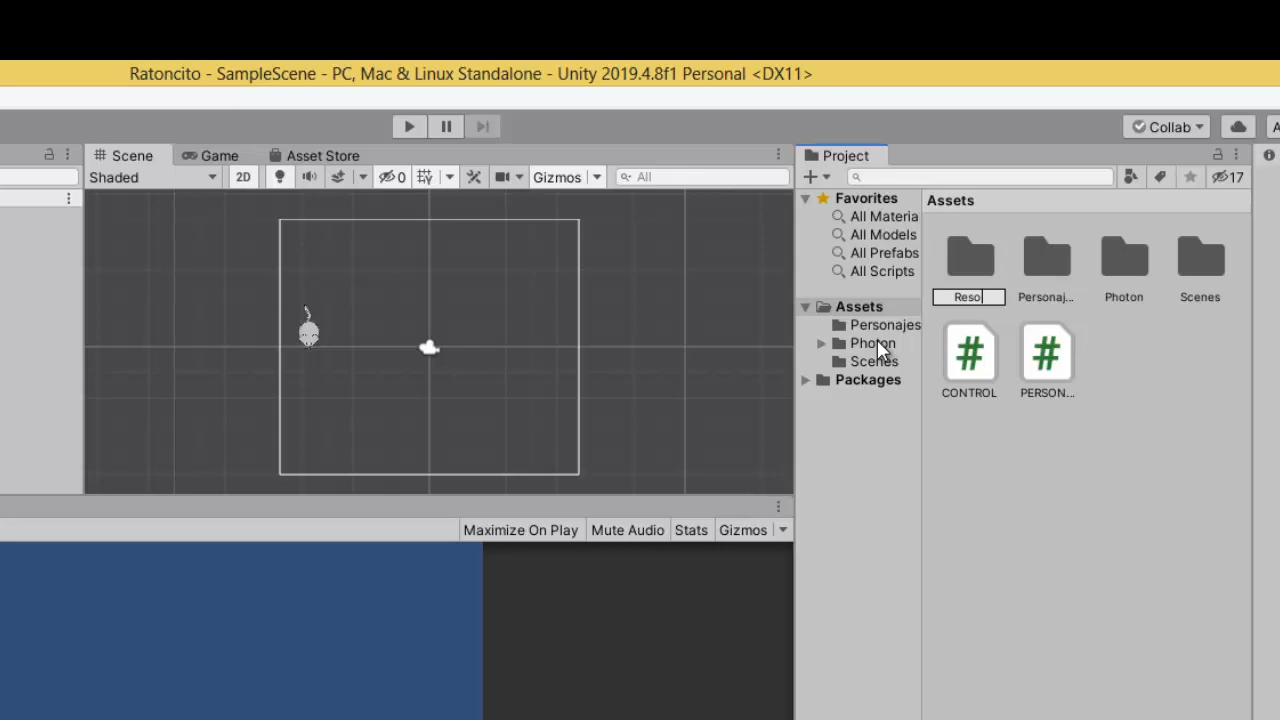 Ratoncito - SampleScene - PC, Mac & Linux Standalone - Unity 2019.4.8f1 Personal <DX11>
Collab
Scene
Game
Asset Store
Project
Shaded
2D
0
Gizmos
All
17
Favorites
All Materia
All Models
All Prefabs
All Scripts
Assets
Personajes
Photon
Scenes
Packages
Assets
Reso
Personaj...
Photon
Scenes
CONTROL
PERSON...
Maximize On Play
Mute Audio
Stats
Gizmos